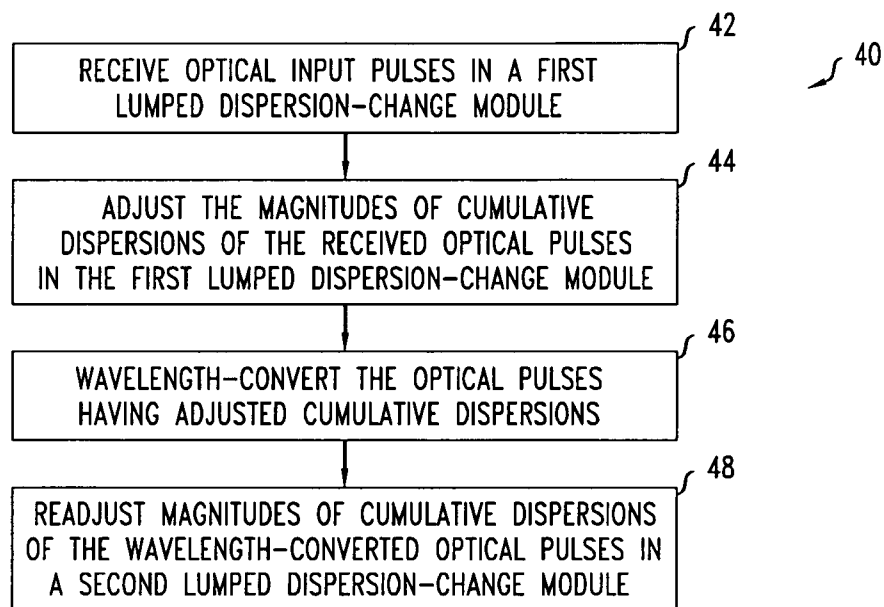 42
40
RECEIVE OPTICAL INPUT PULSES IN A FIRST
LUMPED DISPERSION-CHANGE MODULE
44
ADJUST THE MAGNITUDES OF CUMULATIVE
DISPERSIONS OF THE RECEIVED OPTICAL PULSES
IN THE FIRST LUMPED DISPERSION-CHANGE MODULE
46
WAVELENGTH-CONVERT THE OPTICAL PULSES
HAVING ADJUSTED CUMULATIVE DISPERSIONS
48
READJUST MAGNITUDES OF CUMULATIVE DISPERSIONS
OF THE WAVELENGTH-CONVERTED OPTICAL PULSES IN
A SECOND LUMPED DISPERSION-CHANGE MODULE